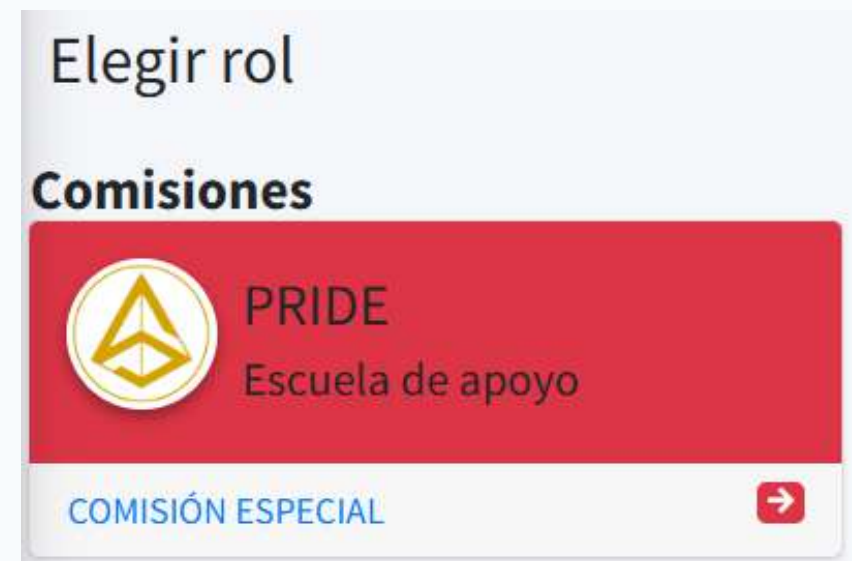 Elegir rol
Comisiones
PRIDE
Escuela de apoyo
COMISIÓN ESPECIAL